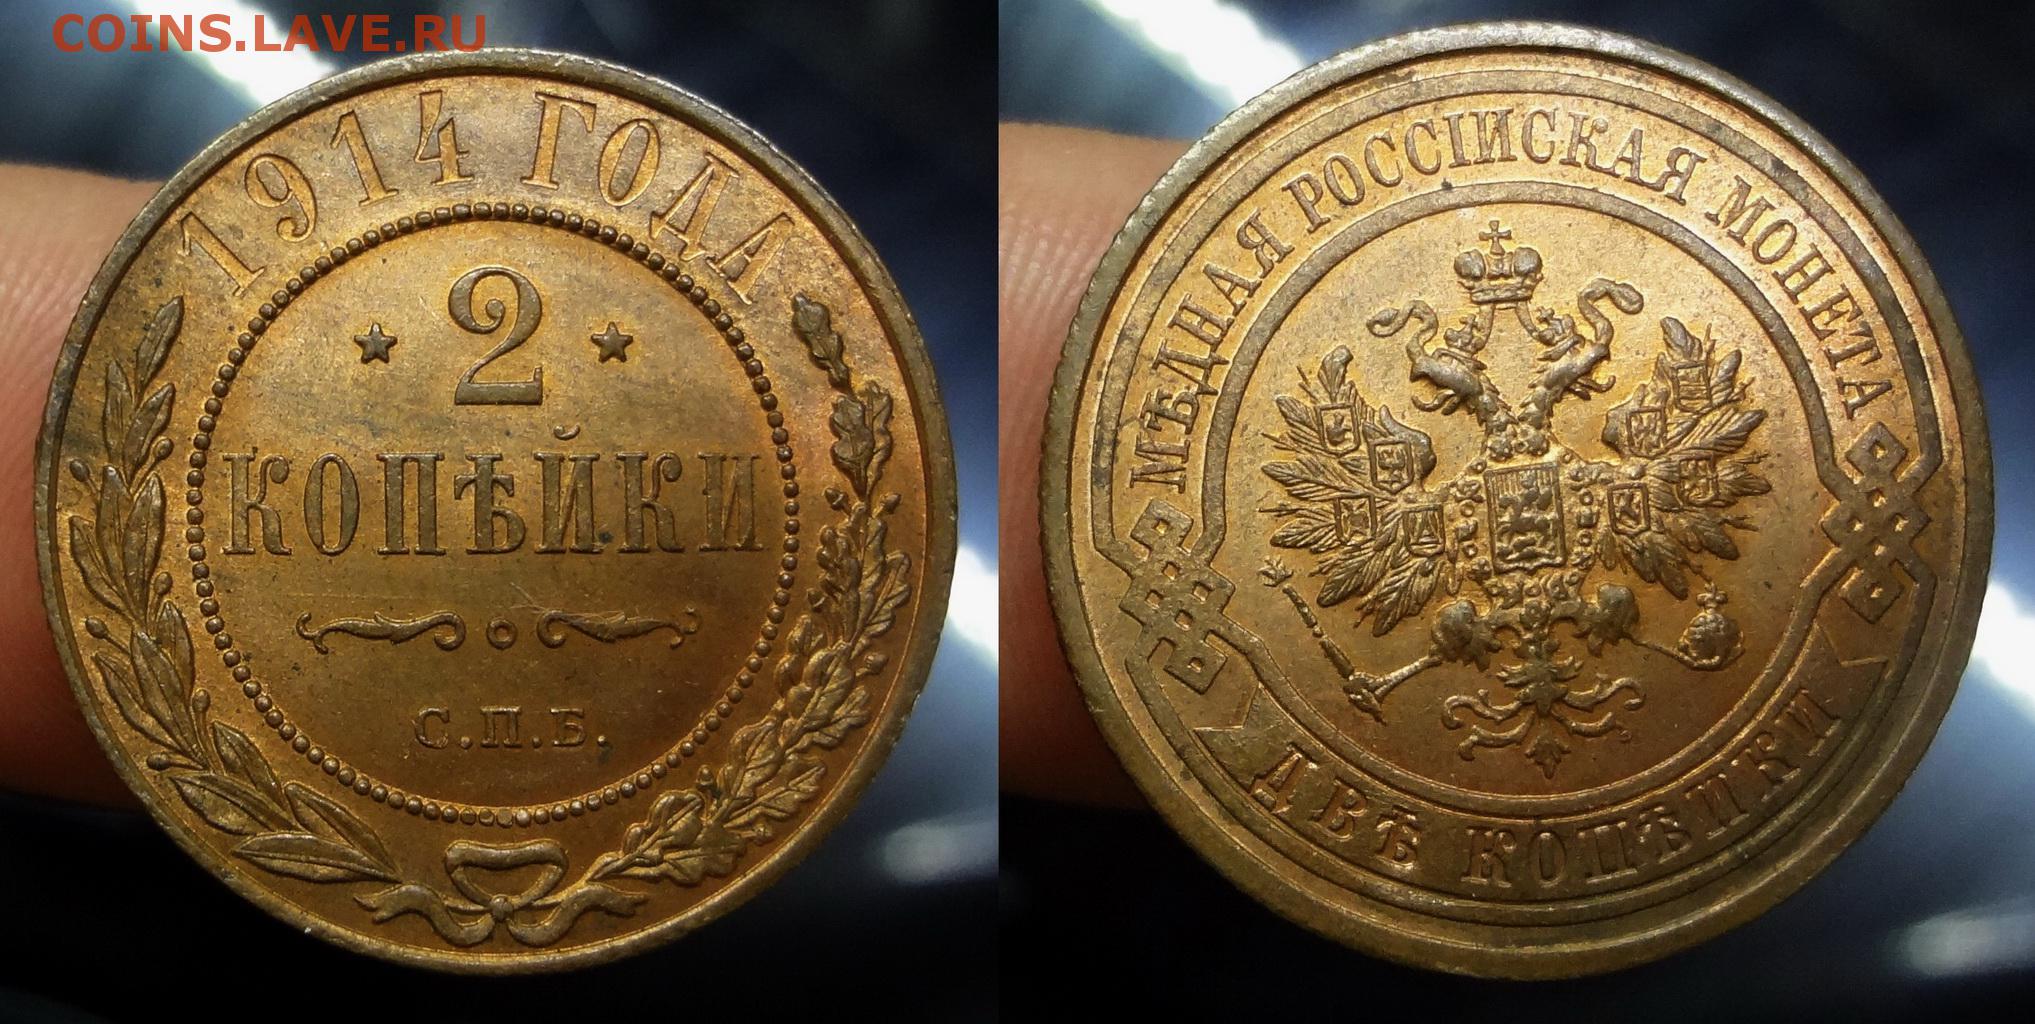 COINS.LAVE.RU
1914 ГОДА
2
КОПѢЙКИ
С.П.Б.
МѢДНАЯ РОССІЙСКАЯ МОНЕТА
ДВѢ КОПѢЙКИ